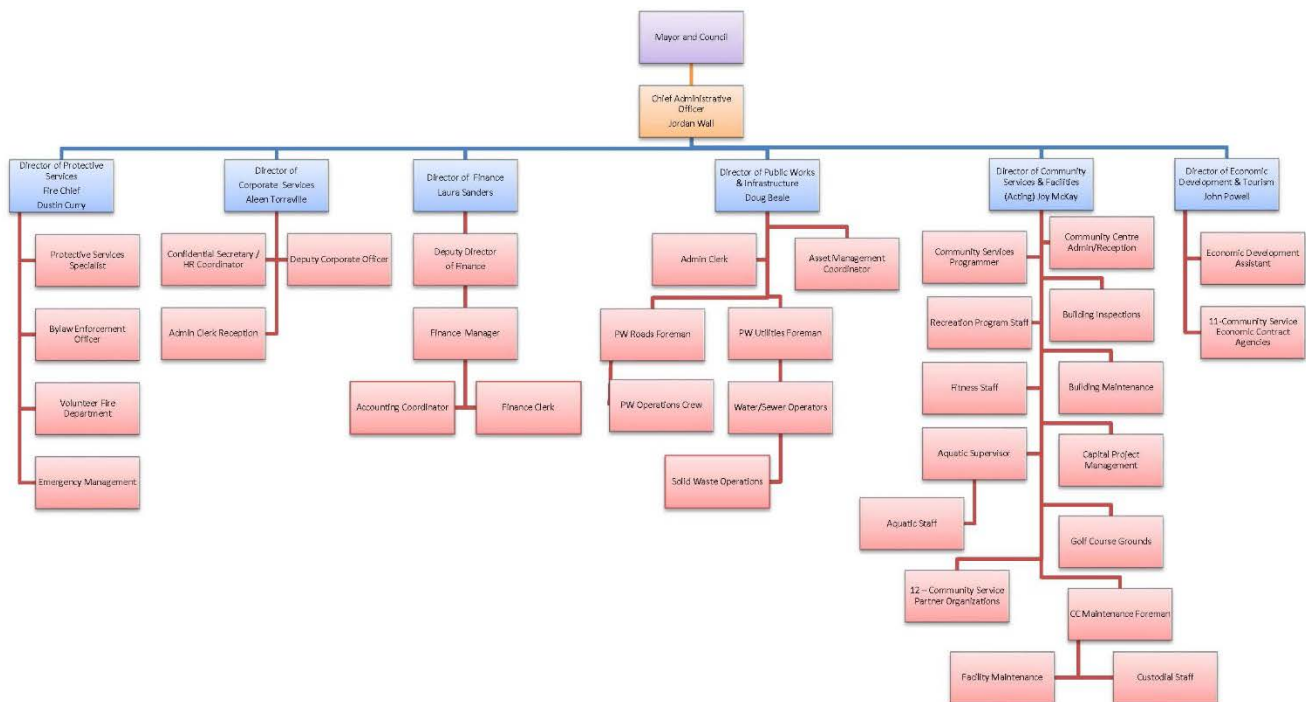 Mayor and Council
Chief Administrative
Officer
Jordan Wall
Director of Protective
Services
Fire Chief
Dustin Curry
Director of
Corporate Services
Aleen Torraville
Director of Finance
Laura Sanders
Director of Public Works
& Infrastructure
Doug Beale
Director of Community
Services & Facilities
(Acting) Joy McKay
Director of Economic
Development & Tourism
John Powell
Protective Services
Specialist
Bylaw Enforcement
Officer
Volunteer Fire
Department
Emergency Management
Confidential Secretary /
HR Coordinator
Deputy Corporate Officer
Admin Clerk Reception
Deputy Director
of Finance
Finance Manager
Accounting Coordinator
Finance Clerk
Admin Clerk
Asset Management
Coordinator
PW Roads Foreman
PW Utilities Foreman
PW Operations Crew
Water/Sewer Operators
Solid Waste Operations
Community Services
Programmer
Community Centre
Admin/Reception
Recreation Program Staff
Building Inspections
Fitness Staff
Building Maintenance
Aquatic Supervisor
Capital Project
Management
Aquatic Staff
Golf Course Grounds
12 – Community Service
Partner Organizations
CC Maintenance Foreman
Facility Maintenance
Custodial Staff
Economic Development
Assistant
11-Community Service
Economic Contract
Agencies